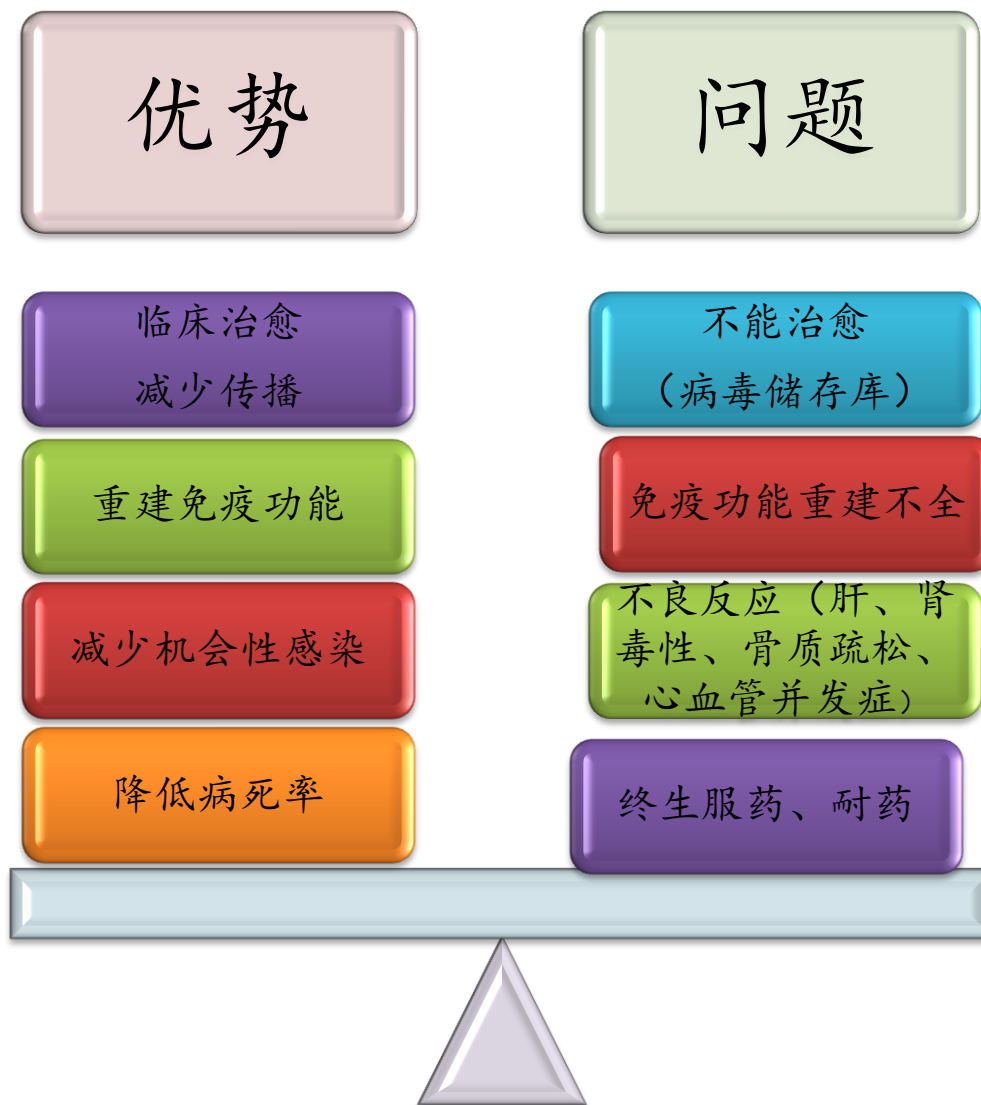 优势
临床治愈
减少传播
重建免疫功能
减少机会性感染
降低病死率
问题
不能治愈
（病毒储存库）
免疫功能重建不全
不良反应（肝、肾
毒性、骨质疏松、
心血管并发症）
终生服药、耐药